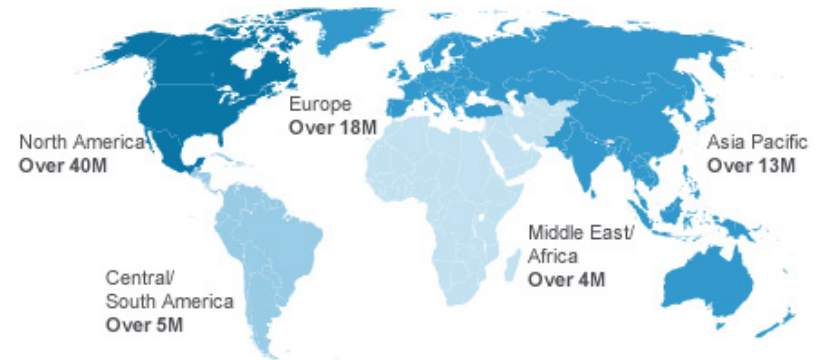 North America
Over 40M
Europe
Over 18M
Asia Pacific
Over 13M
Middle East/
Africa
Over 4M
Central/
South America
Over 5M